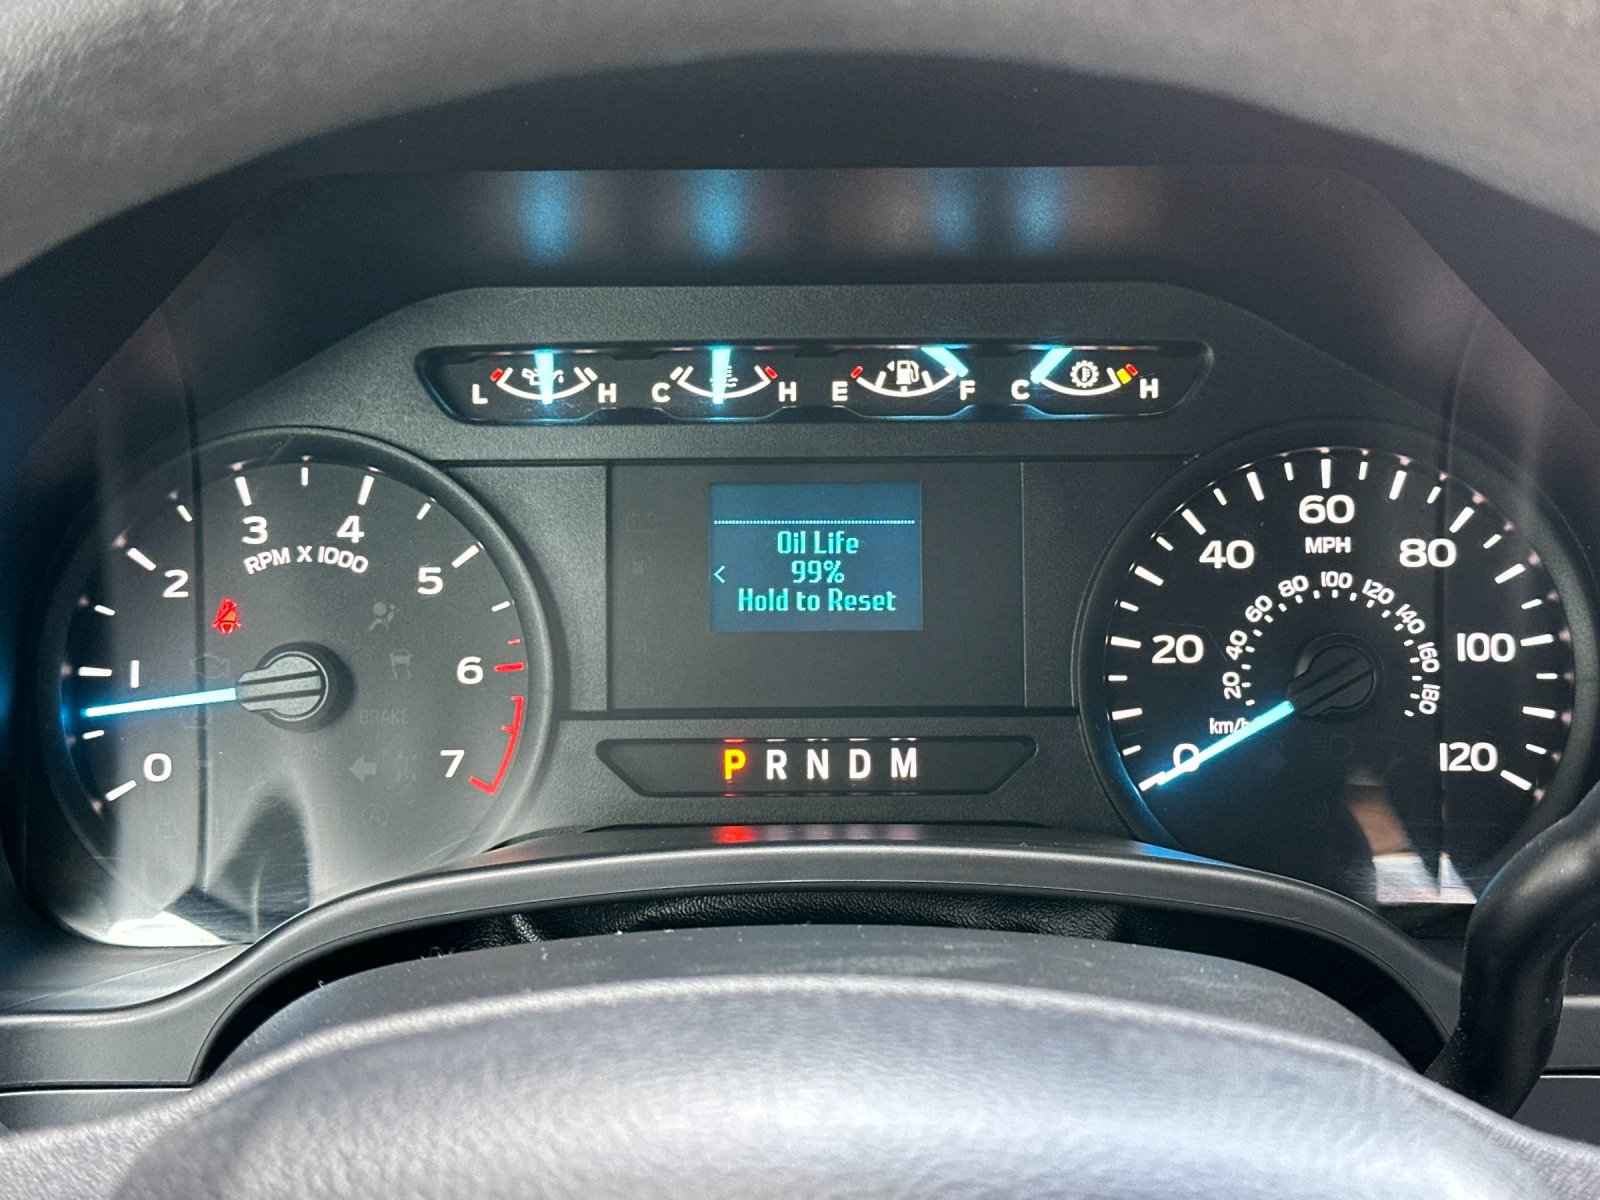 L H C H E F C H
3 4
RPM X 1000
2 5
1 6
0 7
BRAKE
Oil Life
< 99%
Hold to Reset
P R N D M
60
MPH
40 80
20 100
0 120
km/h
20 40 60 80 100 120 140 160 180